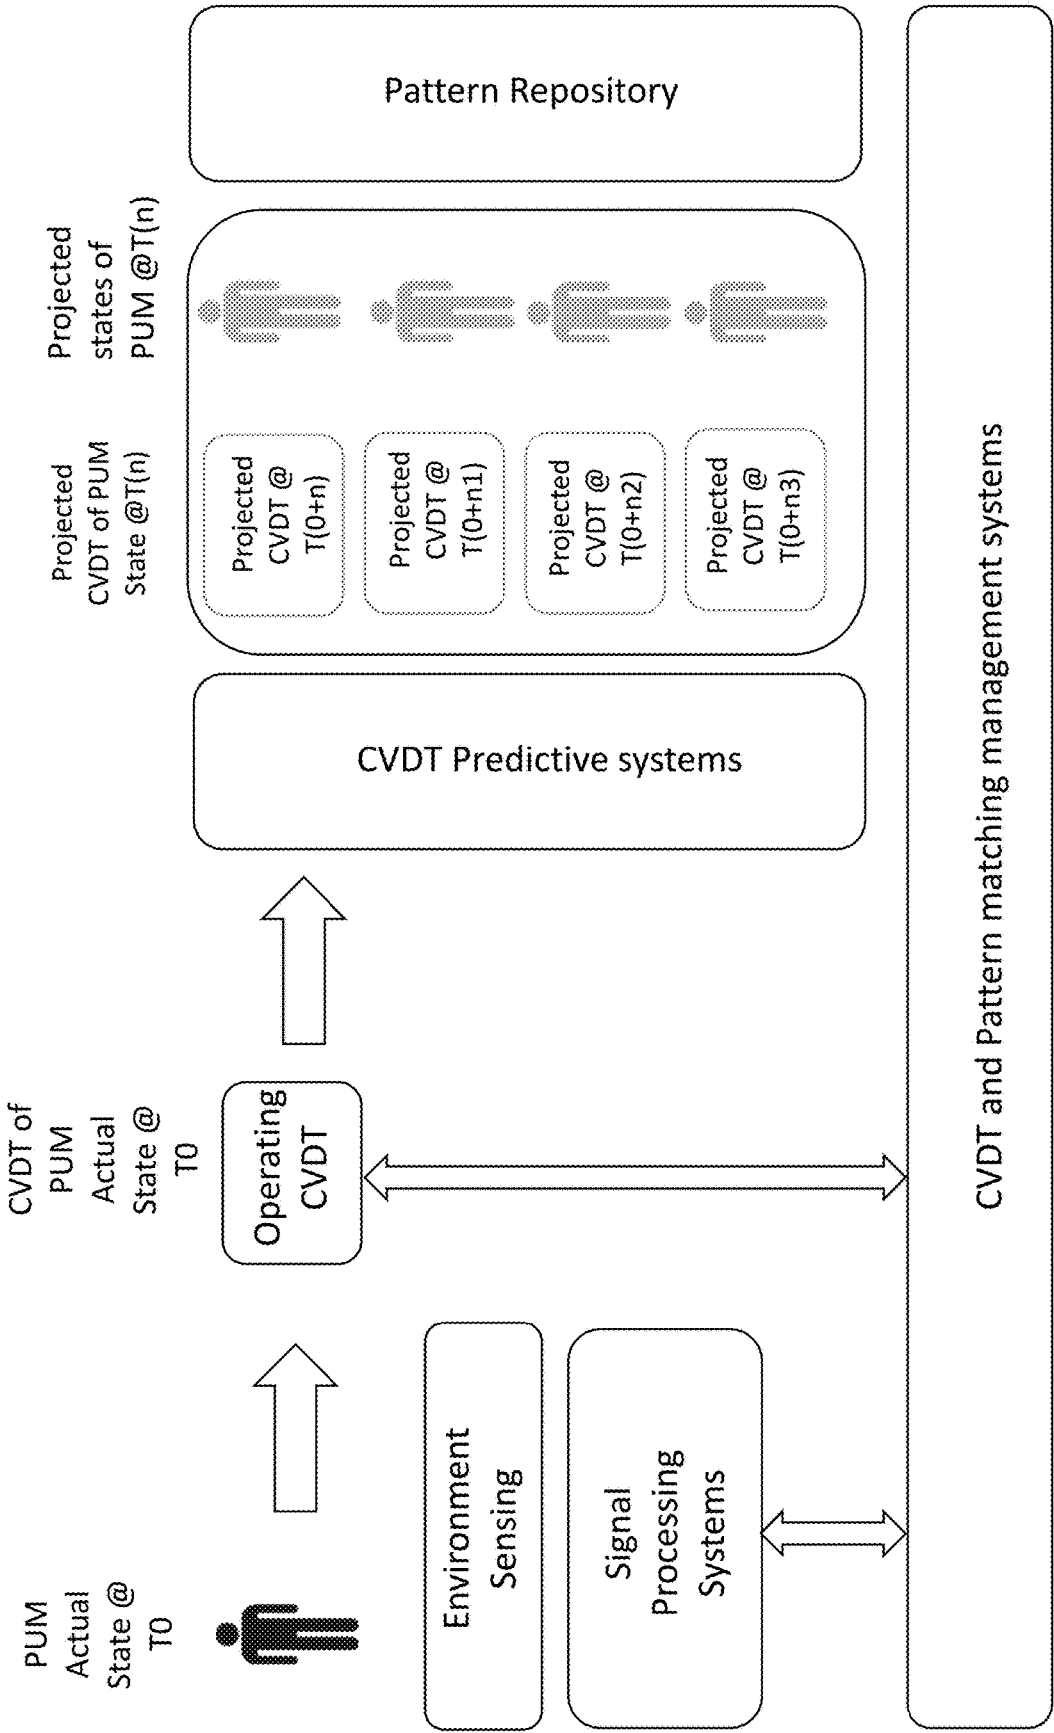 PUM
Actual
State @
T0
CVDT of
PUM
Actual
State @
T0
Projected
CVDT of PUM
State @T(n)
Projected
states of
PUM @T(n)
Operating
CVDT
Environment
Sensing
Signal
Processing
Systems
CVDT Predictive systems
Projected
CVDT @
T(0+n)
Projected
CVDT @
T(0+n1)
Projected
CVDT @
T(0+n2)
Projected
CVDT @
T(0+n3)
Pattern Repository
CVDT and Pattern matching management systems